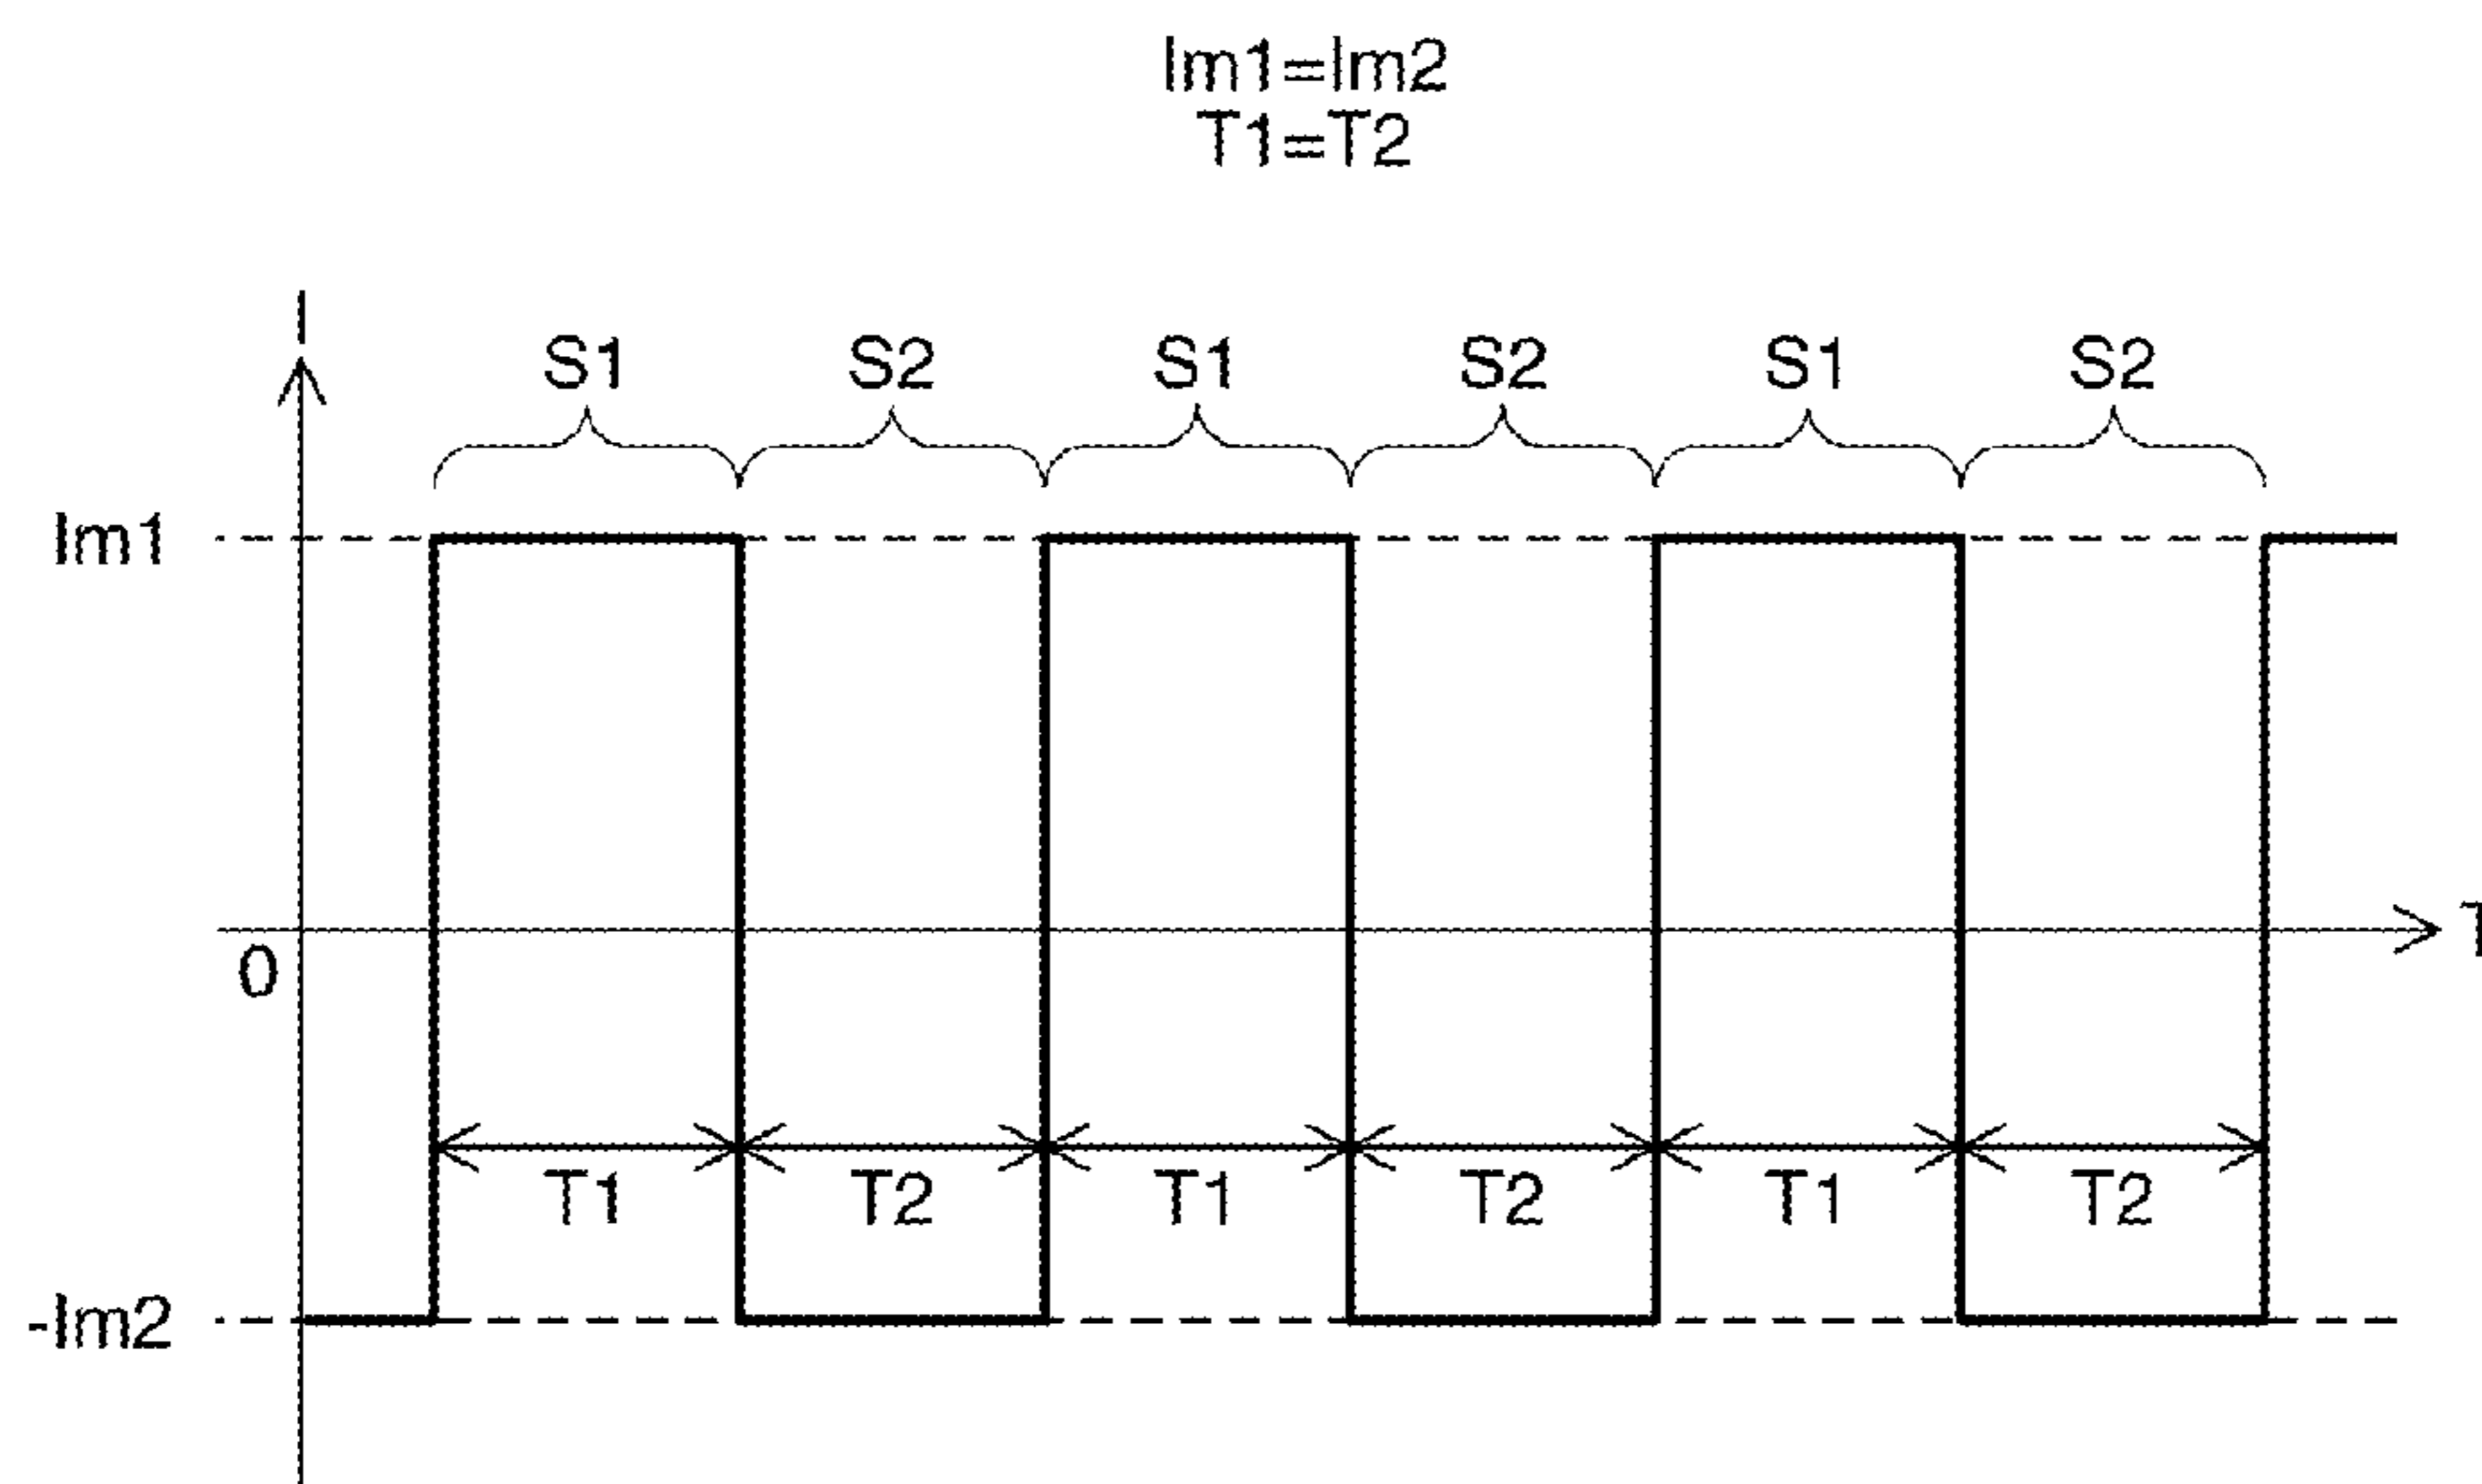 Im1=Im2
T1=T2
I
S1 S2 S1 S2 S1 S2
Im1
T
0
T1 T2 T1 T2 T1 T2
-Im2